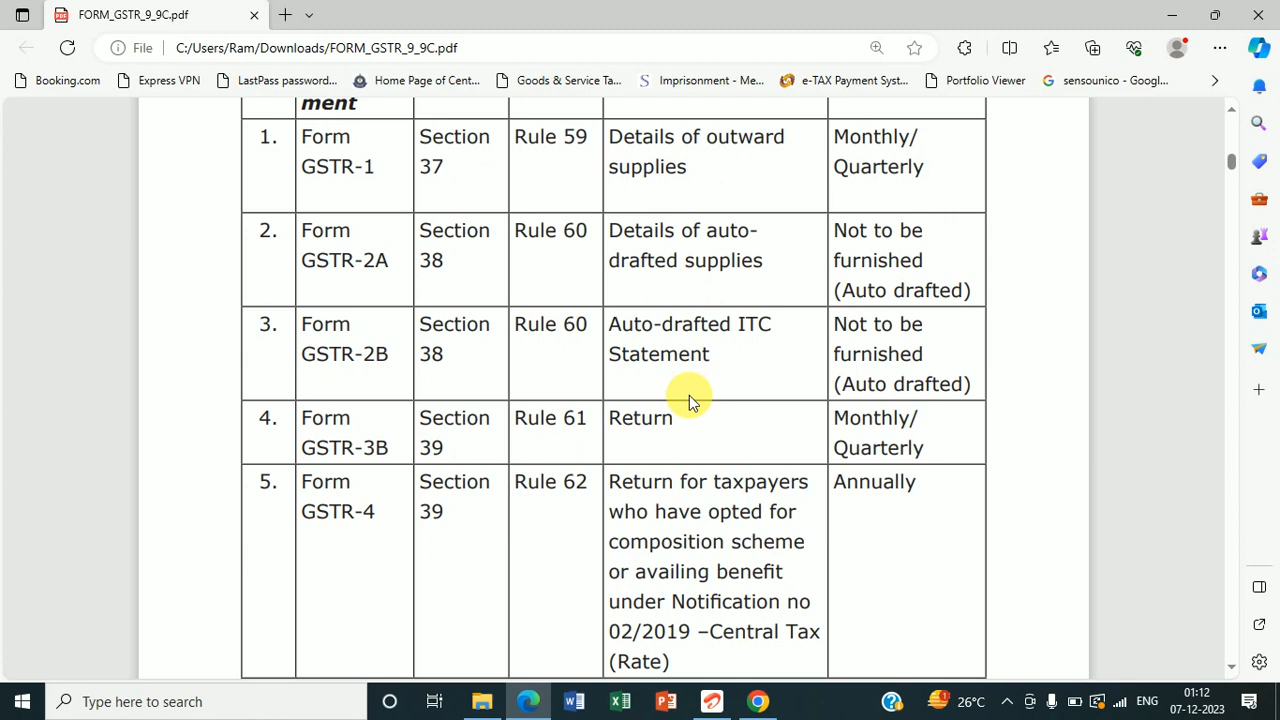 FORM_GSTR_9_9C.pdf
File C:/Users/Ram/Downloads/FORM_GSTR_9_9C.pdf
Booking.com Express VPN LastPass password... Home Page of Cent... Goods & Service Ta... Imprisonment - Me... e-TAX Payment Syst... Portfolio Viewer sensounico - Googl...
ment
1. Form Section Rule 59 Details of outward Monthly/
GSTR-1 37 supplies Quarterly
2. Form Section Rule 60 Details of auto- Not to be
GSTR-2A 38 drafted supplies furnished
(Auto drafted)
3. Form Section Rule 60 Auto-drafted ITC Not to be
GSTR-2B 38 Statement furnished
(Auto drafted)
4. Form Section Rule 61 Return Monthly/
GSTR-3B 39 Quarterly
5. Form Section Rule 62 Return for taxpayers Annually
GSTR-4 39 who have opted for
composition scheme
or availing benefit
under Notification no
02/2019 –Central Tax
(Rate)
Type here to search 26°C ENG 01:12
07-12-2023